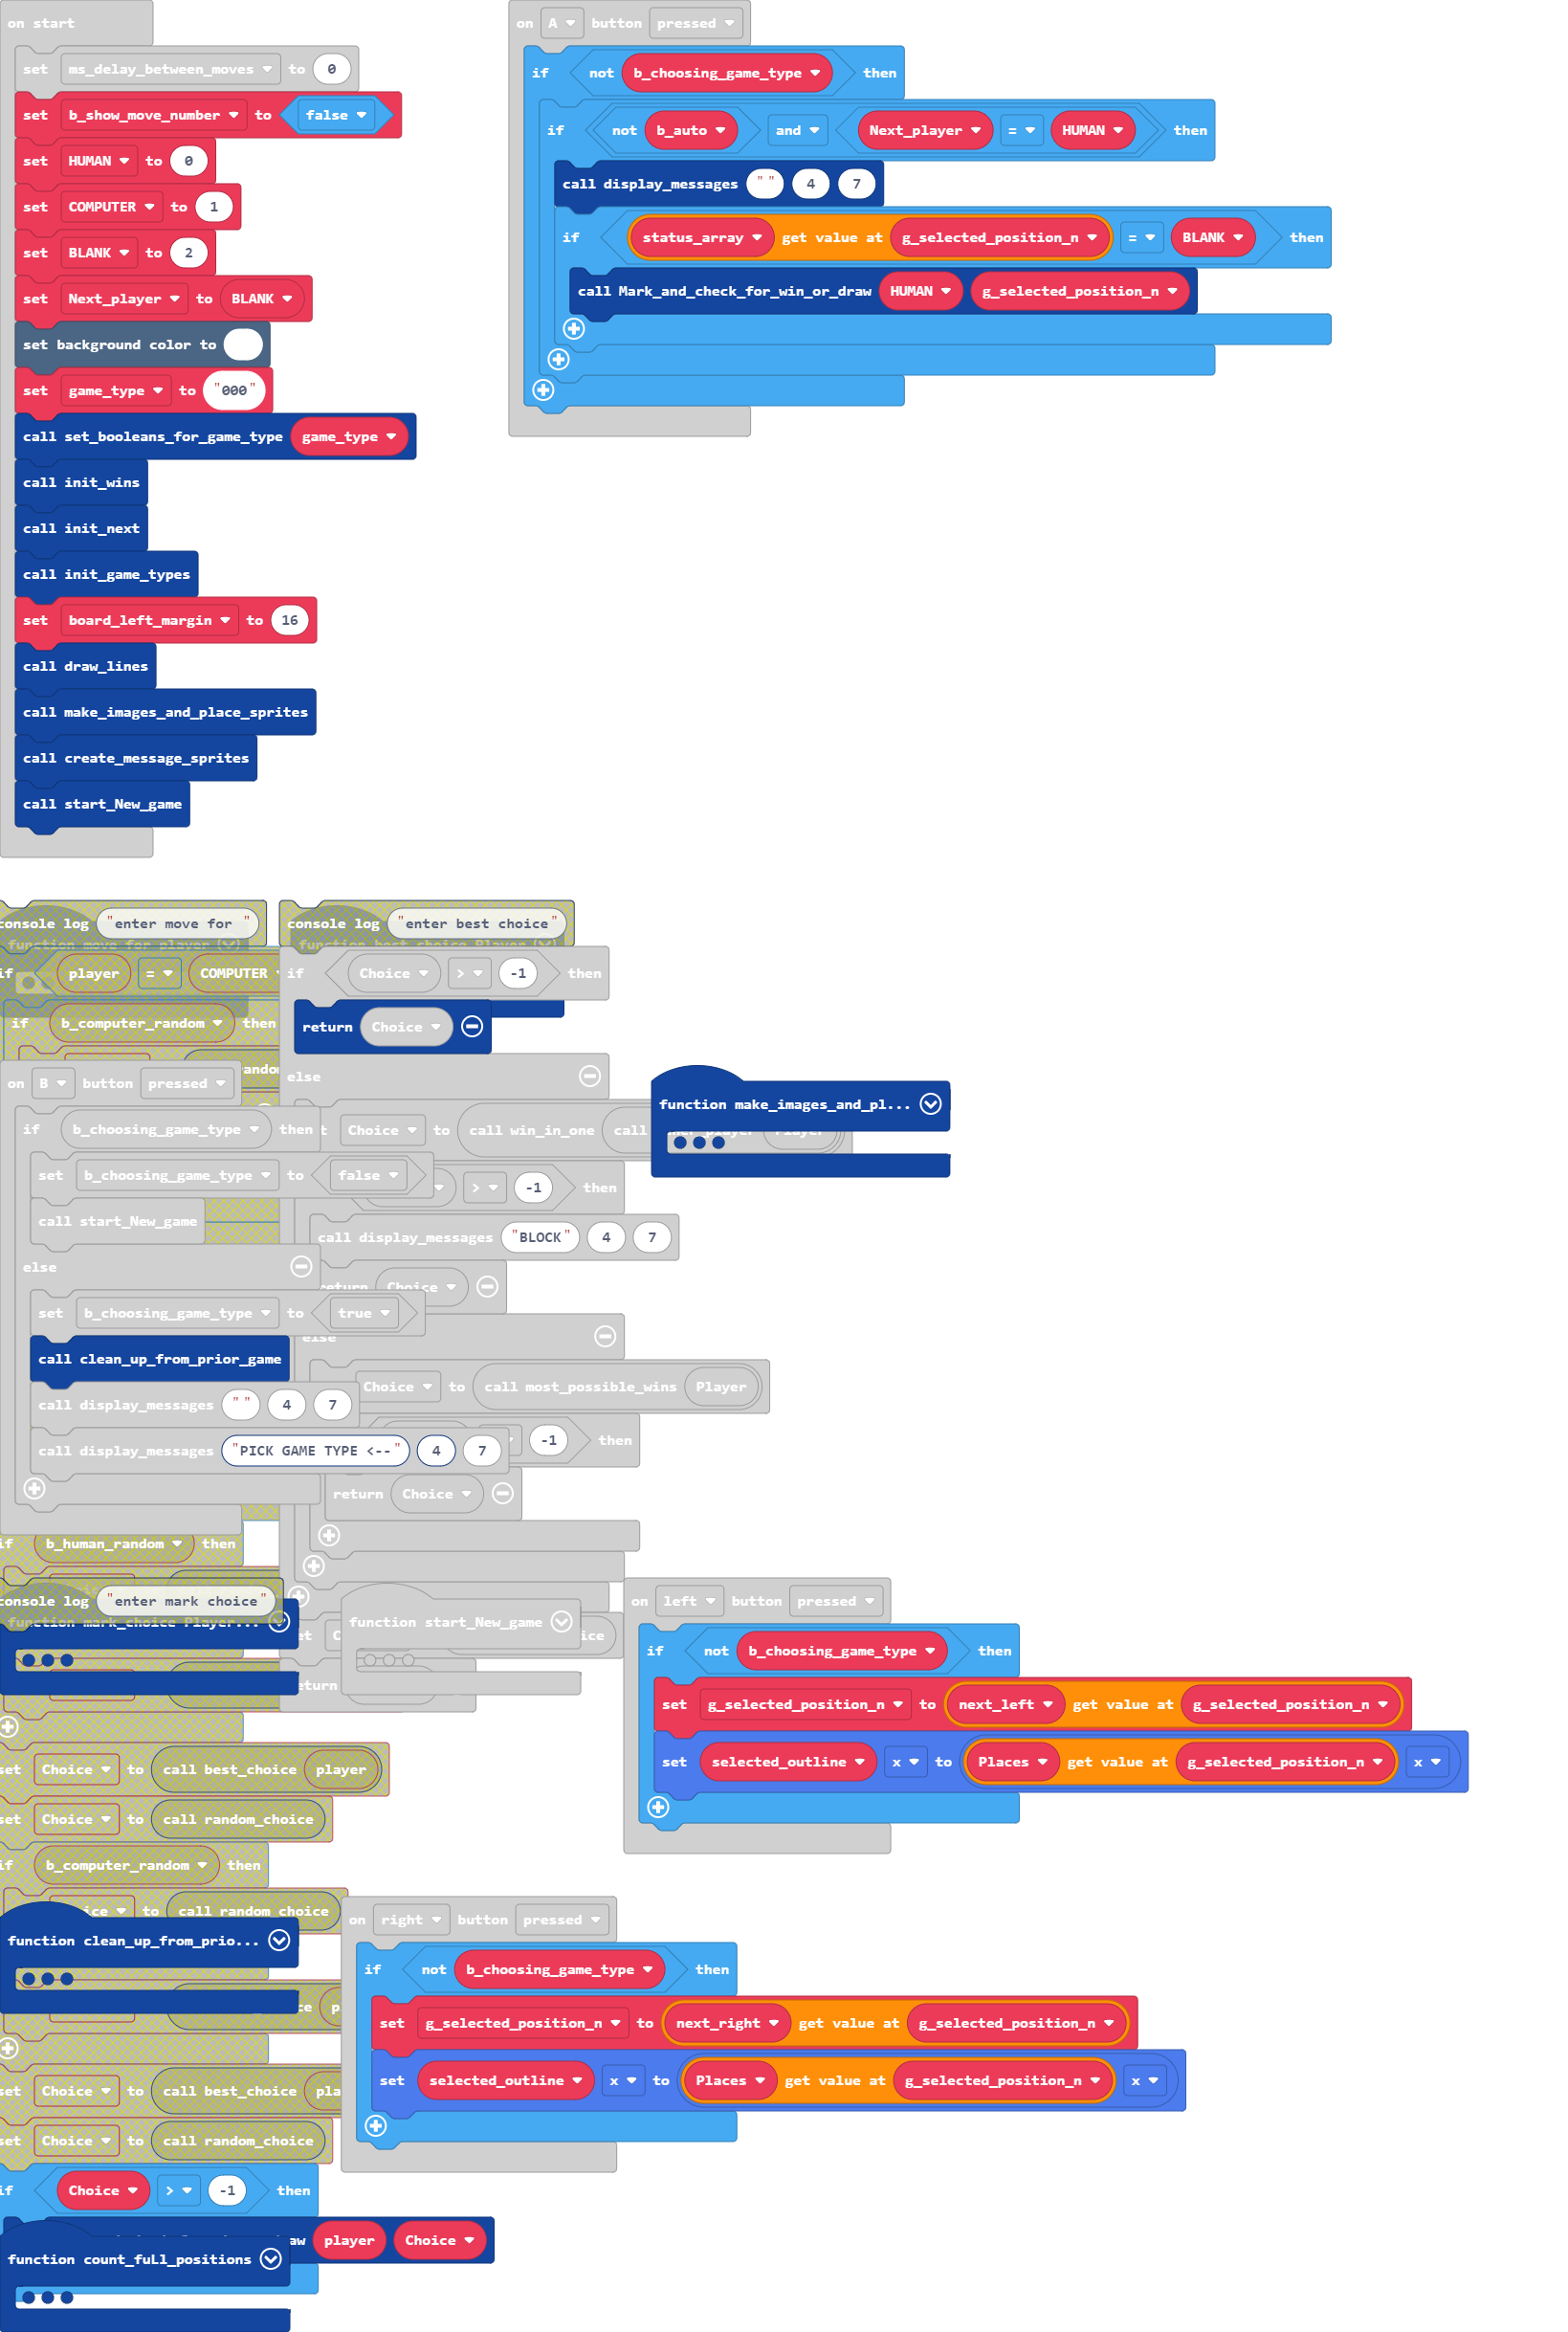 on start
set ms_delay_between_moves to 0
set b_show_move_number to false
set HUMAN to 0
set COMPUTER to 1
set BLANK to 2
set Next_player to BLANK
set background color to
set game_type to "000"
call set_booleans_for_game_type game_type
call init_wins
call init_next
call init_game_types
set board_left_margin to 16
call draw_lines
call make_images_and_place_sprites
call create_message_sprites
call start_New_game
on A button pressed
if not b_choosing_game_type then
if not b_auto and Next_player = HUMAN then
call display_messages "" 4 7
if status_array get value at g_selected_position_n = BLANK then
call Mark_and_check_for_win_or_draw HUMAN g_selected_position_n
console log "enter move for "
function move_for_player
if player = COMPUTER
if b_computer_random then
on B button pressed
if b_choosing_game_type then
set b_choosing_game_type to false
call start_New_game
else
set b_choosing_game_type to true
call clean_up_from_prior_game
call display_messages "" 4 7
call display_messages "PICK GAME TYPE <--" 4 7
console log "enter best choice"
function best_choice Player
if Choice > -1 then
return Choice
else
Choice to call win_in_one call Player
> -1 then
call display_messages "BLOCK" 4 7
return Choice
else
Choice to call most_possible_wins Player
-1 then
return Choice
function make_images_and_pl...
if b_human_random then
console log "enter mark choice"
function mark_choice Player...
function start_New_game
set Choice to call best_choice player
set Choice to call random_choice
if b_computer_random then
to call random_choice
function clean_up_from_prio...
set Choice to call best_choice
set Choice to call random_choice
if Choice > -1 then
player Choice
function count_fuLl_positions
on left button pressed
if not b_choosing_game_type then
set g_selected_position_n to next_left get value at g_selected_position_n
set selected_outline x to Places get value at g_selected_position_n x
on right button pressed
if not b_choosing_game_type then
set g_selected_position_n to next_right get value at g_selected_position_n
set selected_outline x to Places get value at g_selected_position_n x